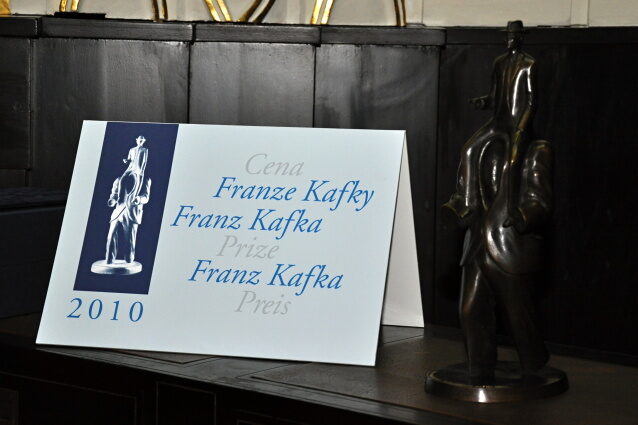 Cena
Franze Kafky
Franz Kafka
Prize
Franz Kafka
Preis
2010